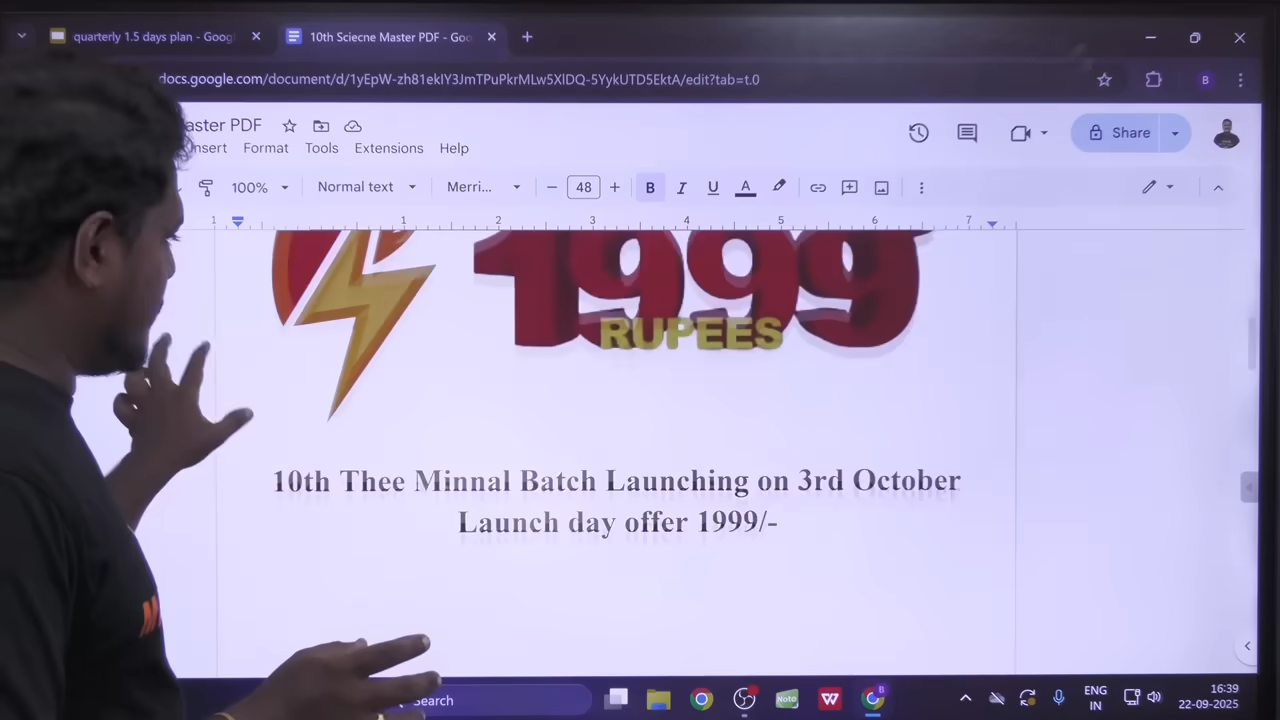 quarterly 1.5 days plan - Goog
10th Sciecne Master PDF - Goo
docs.google.com/document/d/1yEpW-zh81eklY3JmTPuPkrMLw5XlDQ-5YykUTD5EktA/edit?tab=t.0
B
aster PDF
nsert Format Tools Extensions Help
Share
100% Normal text Merri... 48 B I U A
1 1 2 3 4 5 6 7
1999
RUPEES
10th Thee Minnal Batch Launching on 3rd October
Launch day offer 1999/-
M
Search
Note
W
B
ENG
IN
16:39
22-09-2025